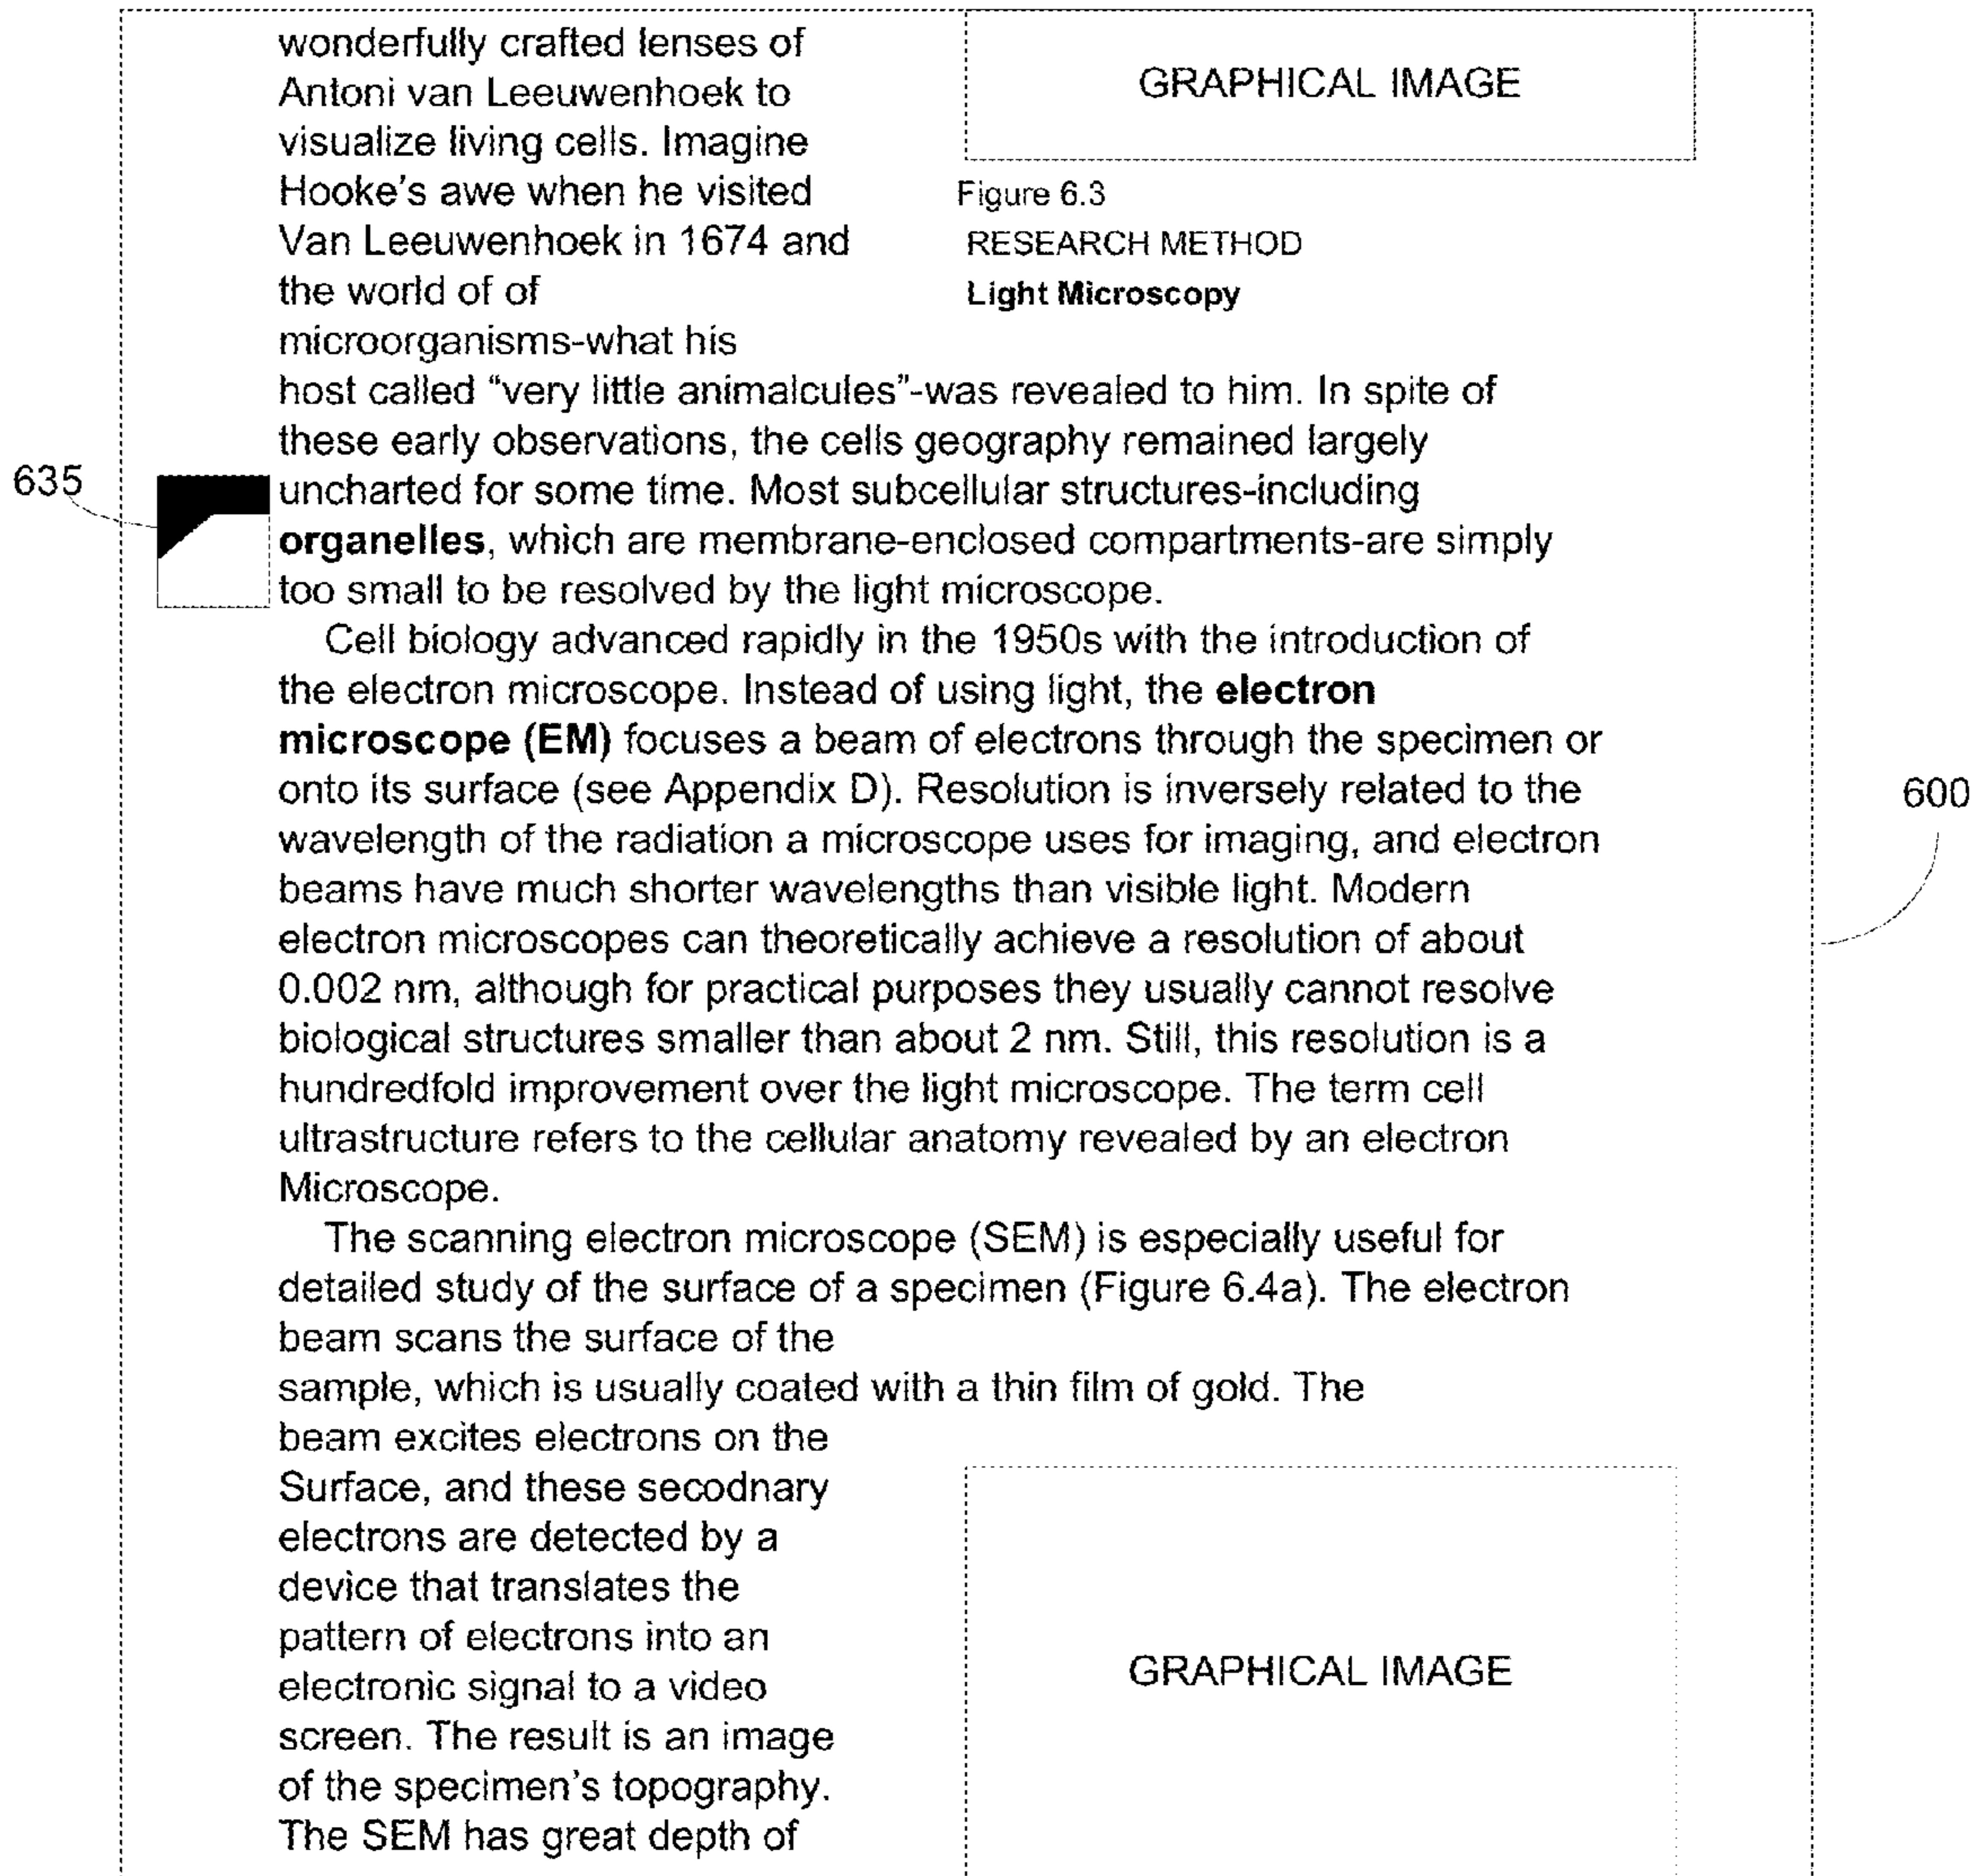 wonderfully crafted lenses of
Antoni van Leeuwenhoek to
visualize living cells. Imagine
Hooke's awe when he visited
Van Leeuwenhoek in 1674 and
the world of of
microorganisms-what his
GRAPHICAL IMAGE
Figure 6.3
RESEARCH METHOD
Light Microscopy
host called “very little animalcules”-was revealed to him. In spite of
these early observations, the cells geography remained largely
635
uncharted for some time. Most subcellular structures-including
organelles, which are membrane-enclosed compartments-are simply
too small to be resolved by the light microscope.
Cell biology advanced rapidly in the 1950s with the introduction of
the electron microscope. Instead of using light, the electron
microscope (EM) focuses a beam of electrons through the specimen or
onto its surface (see Appendix D). Resolution is inversely related to the
600
wavelength of the radiation a microscope uses for imaging, and electron
beams have much shorter wavelengths than visible light. Modern
electron microscopes can theoretically achieve a resolution of about
0.002 nm, although for practical purposes they usually cannot resolve
biological structures smaller than about 2 nm. Still, this resolution is a
hundredfold improvement over the light microscope. The term cell
ultrastructure refers to the cellular anatomy revealed by an electron
Microscope.
The scanning electron microscope (SEM) is especially useful for
detailed study of the surface of a specimen (Figure 6.4a). The electron
beam scans the surface of the
sample, which is usually coated with a thin film of gold. The
beam excites electrons on the
Surface, and these secodnary
electrons are detected by a
device that translates the
pattern of electrons into an
electronic signal to a video
screen. The result is an image
of the specimen's topography.
The SEM has great depth of
GRAPHICAL IMAGE